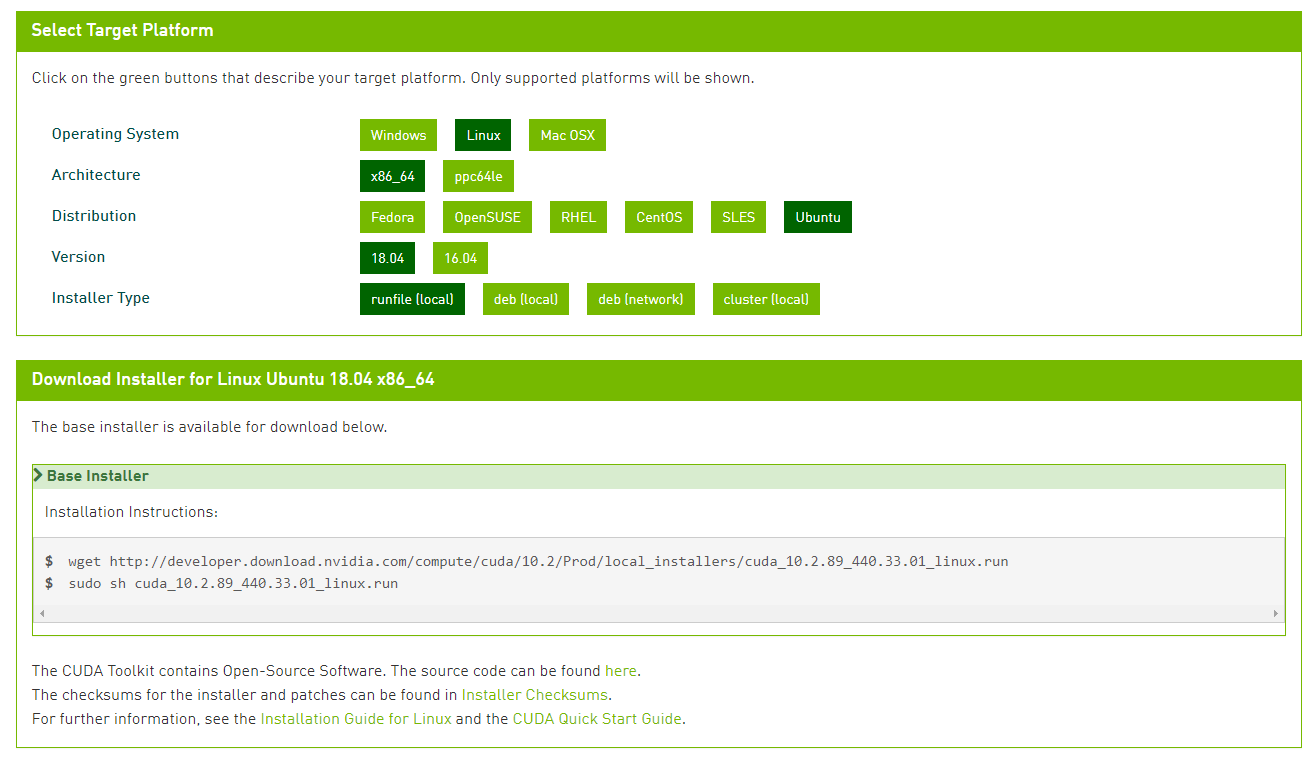 Select Target Platform
Click on the green buttons that describe your target platform. Only supported platforms will be shown.
Operating System Windows Linux Mac OSX
Architecture x86_64 ppc64le
Distribution Fedora OpenSUSE RHEL CentOS SLES Ubuntu
Version 18.04 16.04
Installer Type runfile (local) deb (local) deb (network) cluster (local)
Download Installer for Linux Ubuntu 18.04 x86_64
The base installer is available for download below.
Base Installer
Installation Instructions:
$ wget http://developer.download.nvidia.com/compute/cuda/10.2/Prod/local_installers/cuda_10.2.89_440.33.01_linux.run
$ sudo sh cuda_10.2.89_440.33.01_linux.run
The CUDA Toolkit contains Open-Source Software. The source code can be found here.
The checksums for the installer and patches can be found in Installer Checksums.
For further information, see the Installation Guide for Linux and the CUDA Quick Start Guide.